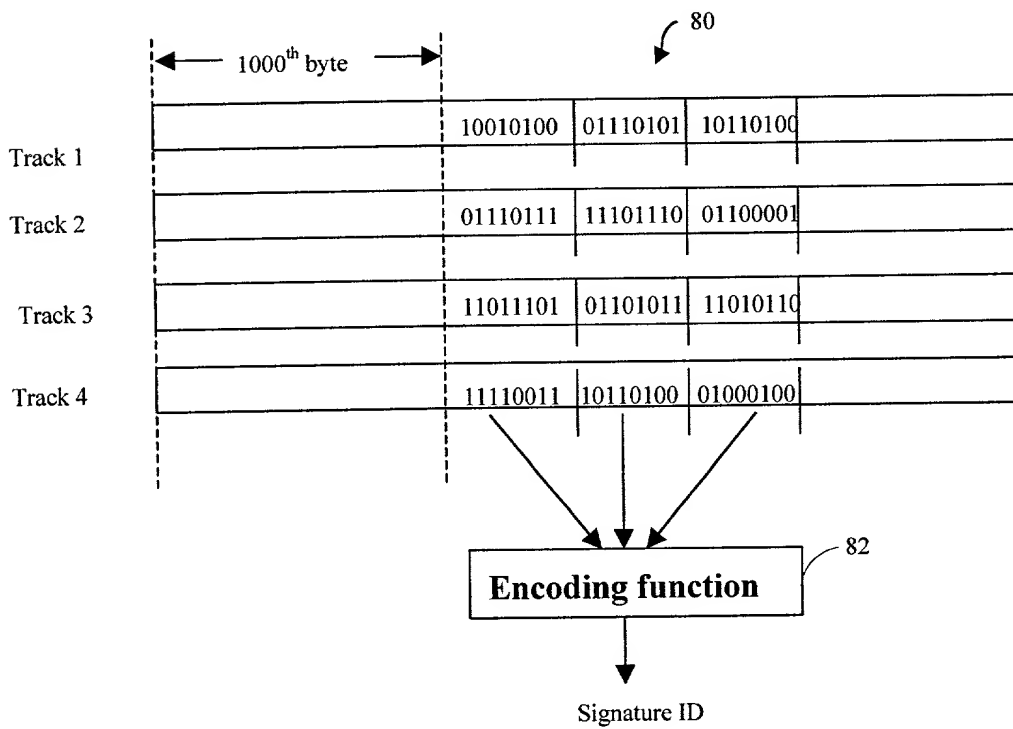 80
1000th byte
Track 1 10010100 01110101 10110100
Track 2 01110111 11101110 01100001
Track 3 11011101 01101011 11010110
Track 4 11110011 10110100 01000100
Encoding function 82
Signature ID